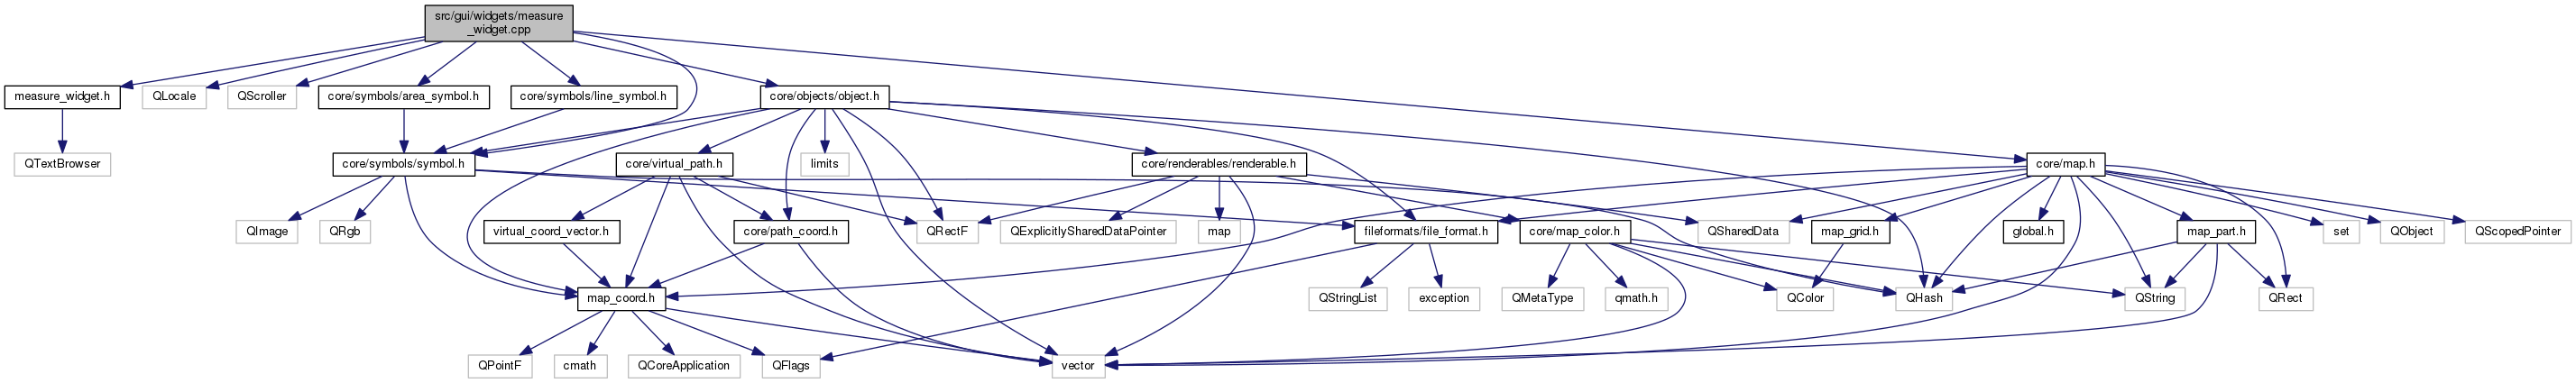 src/gui/widgets/measure
_widget.cpp
measure_widget.h
QLocale
QScroller
core/symbols/area_symbol.h
core/symbols/line_symbol.h
core/objects/object.h
QTextBrowser
core/symbols/symbol.h
core/virtual_path.h
limits
core/renderables/renderable.h
core/map.h
QImage
QRgb
virtual_coord_vector.h
core/path_coord.h
QRectF
QExplicitlySharedDataPointer
map
fileformats/file_format.h
core/map_color.h
QSharedData
map_grid.h
global.h
map_part.h
set
QObject
QScopedPointer
map_coord.h
QStringList
exception
QMetaType
qmath.h
QColor
QHash
QString
QRect
QPointF
cmath
QCoreApplication
QFlags
vector